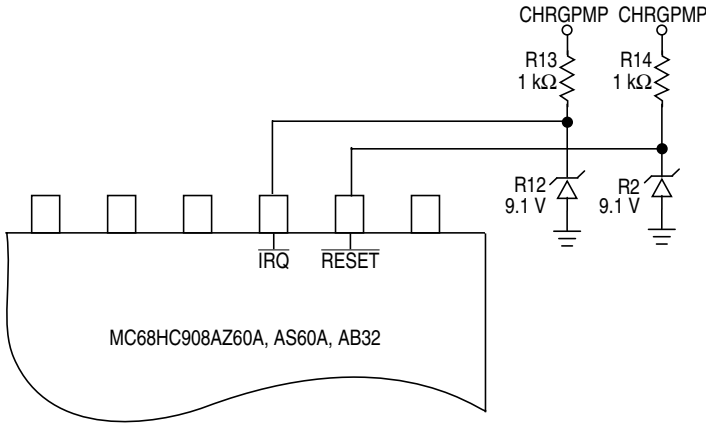 CHRGPMP CHRGPMP
R13
1 kΩ
R14
1 kΩ
R12
9.1 V
R2
9.1 V
IRQ RESET
MC68HC908AZ60A, AS60A, AB32